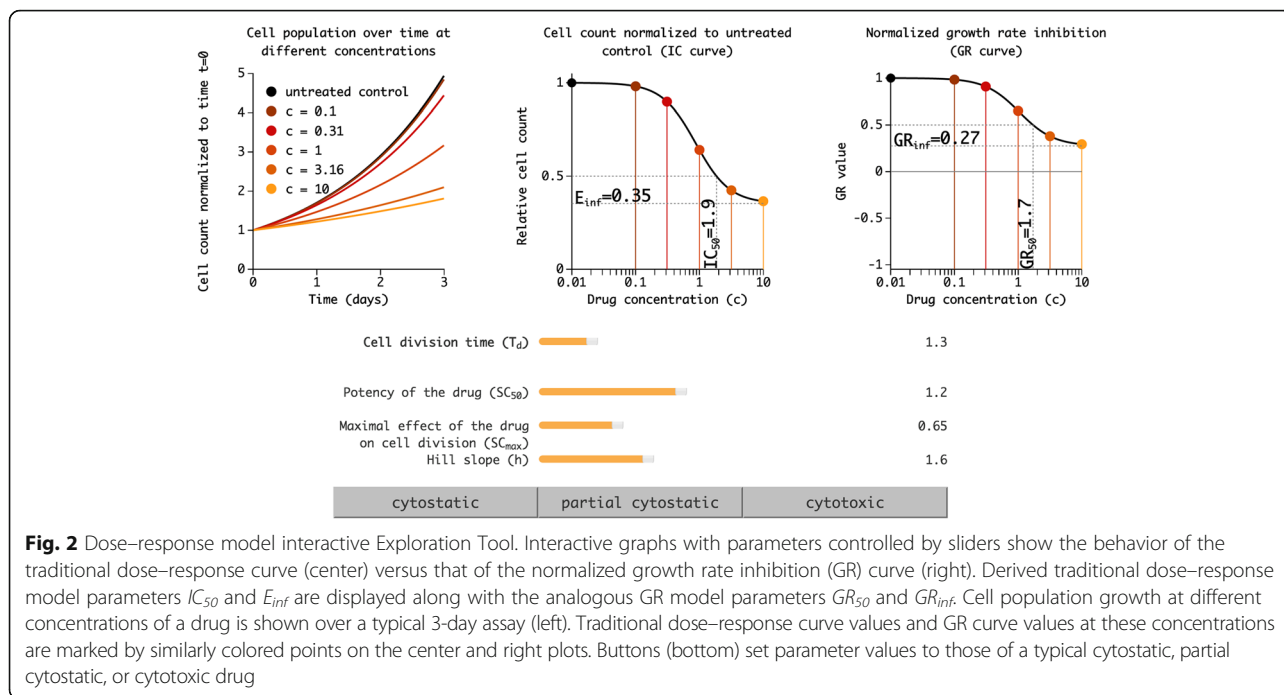 Cell population over time at
different concentrations
Cell count normalized to time t=0
5
4
3
2
1
0
untreated control
c = 0.1
c = 0.31
c = 1
c = 3.16
c = 10
0
1
2
3
Time (days)
Cell count normalized to untreated
control (IC curve)
Relative cell count
1
0.5
0
E_inf=0.35
IC_50=1.9
0.01
0.1
1
10
Drug concentration (c)
Normalized growth rate inhibition
(GR curve)
GR value
1
0.5
0
-0.5
-1
GR_inf=0.27
GR_50=1.7
0.01
0.1
1
10
Drug concentration (c)
Cell division time (T_d)
1.3
Potency of the drug (SC_50)
1.2
Maximal effect of the drug
on cell division (SC_max)
0.65
Hill slope (h)
1.6
cytostatic
partial cytostatic
cytotoxic
Fig. 2 Dose–response model interactive Exploration Tool. Interactive graphs with parameters controlled by sliders show the behavior of the
traditional dose–response curve (center) versus that of the normalized growth rate inhibition (GR) curve (right). Derived traditional dose–response
model parameters IC_50 and E_inf are displayed along with the analogous GR model parameters GR_50 and GR_inf. Cell population growth at different
concentrations of a drug is shown over a typical 3-day assay (left). Traditional dose–response curve values and GR curve values at these concentrations
are marked by similarly colored points on the center and right plots. Buttons (bottom) set parameter values to those of a typical cytostatic, partial
cytostatic, or cytotoxic drug